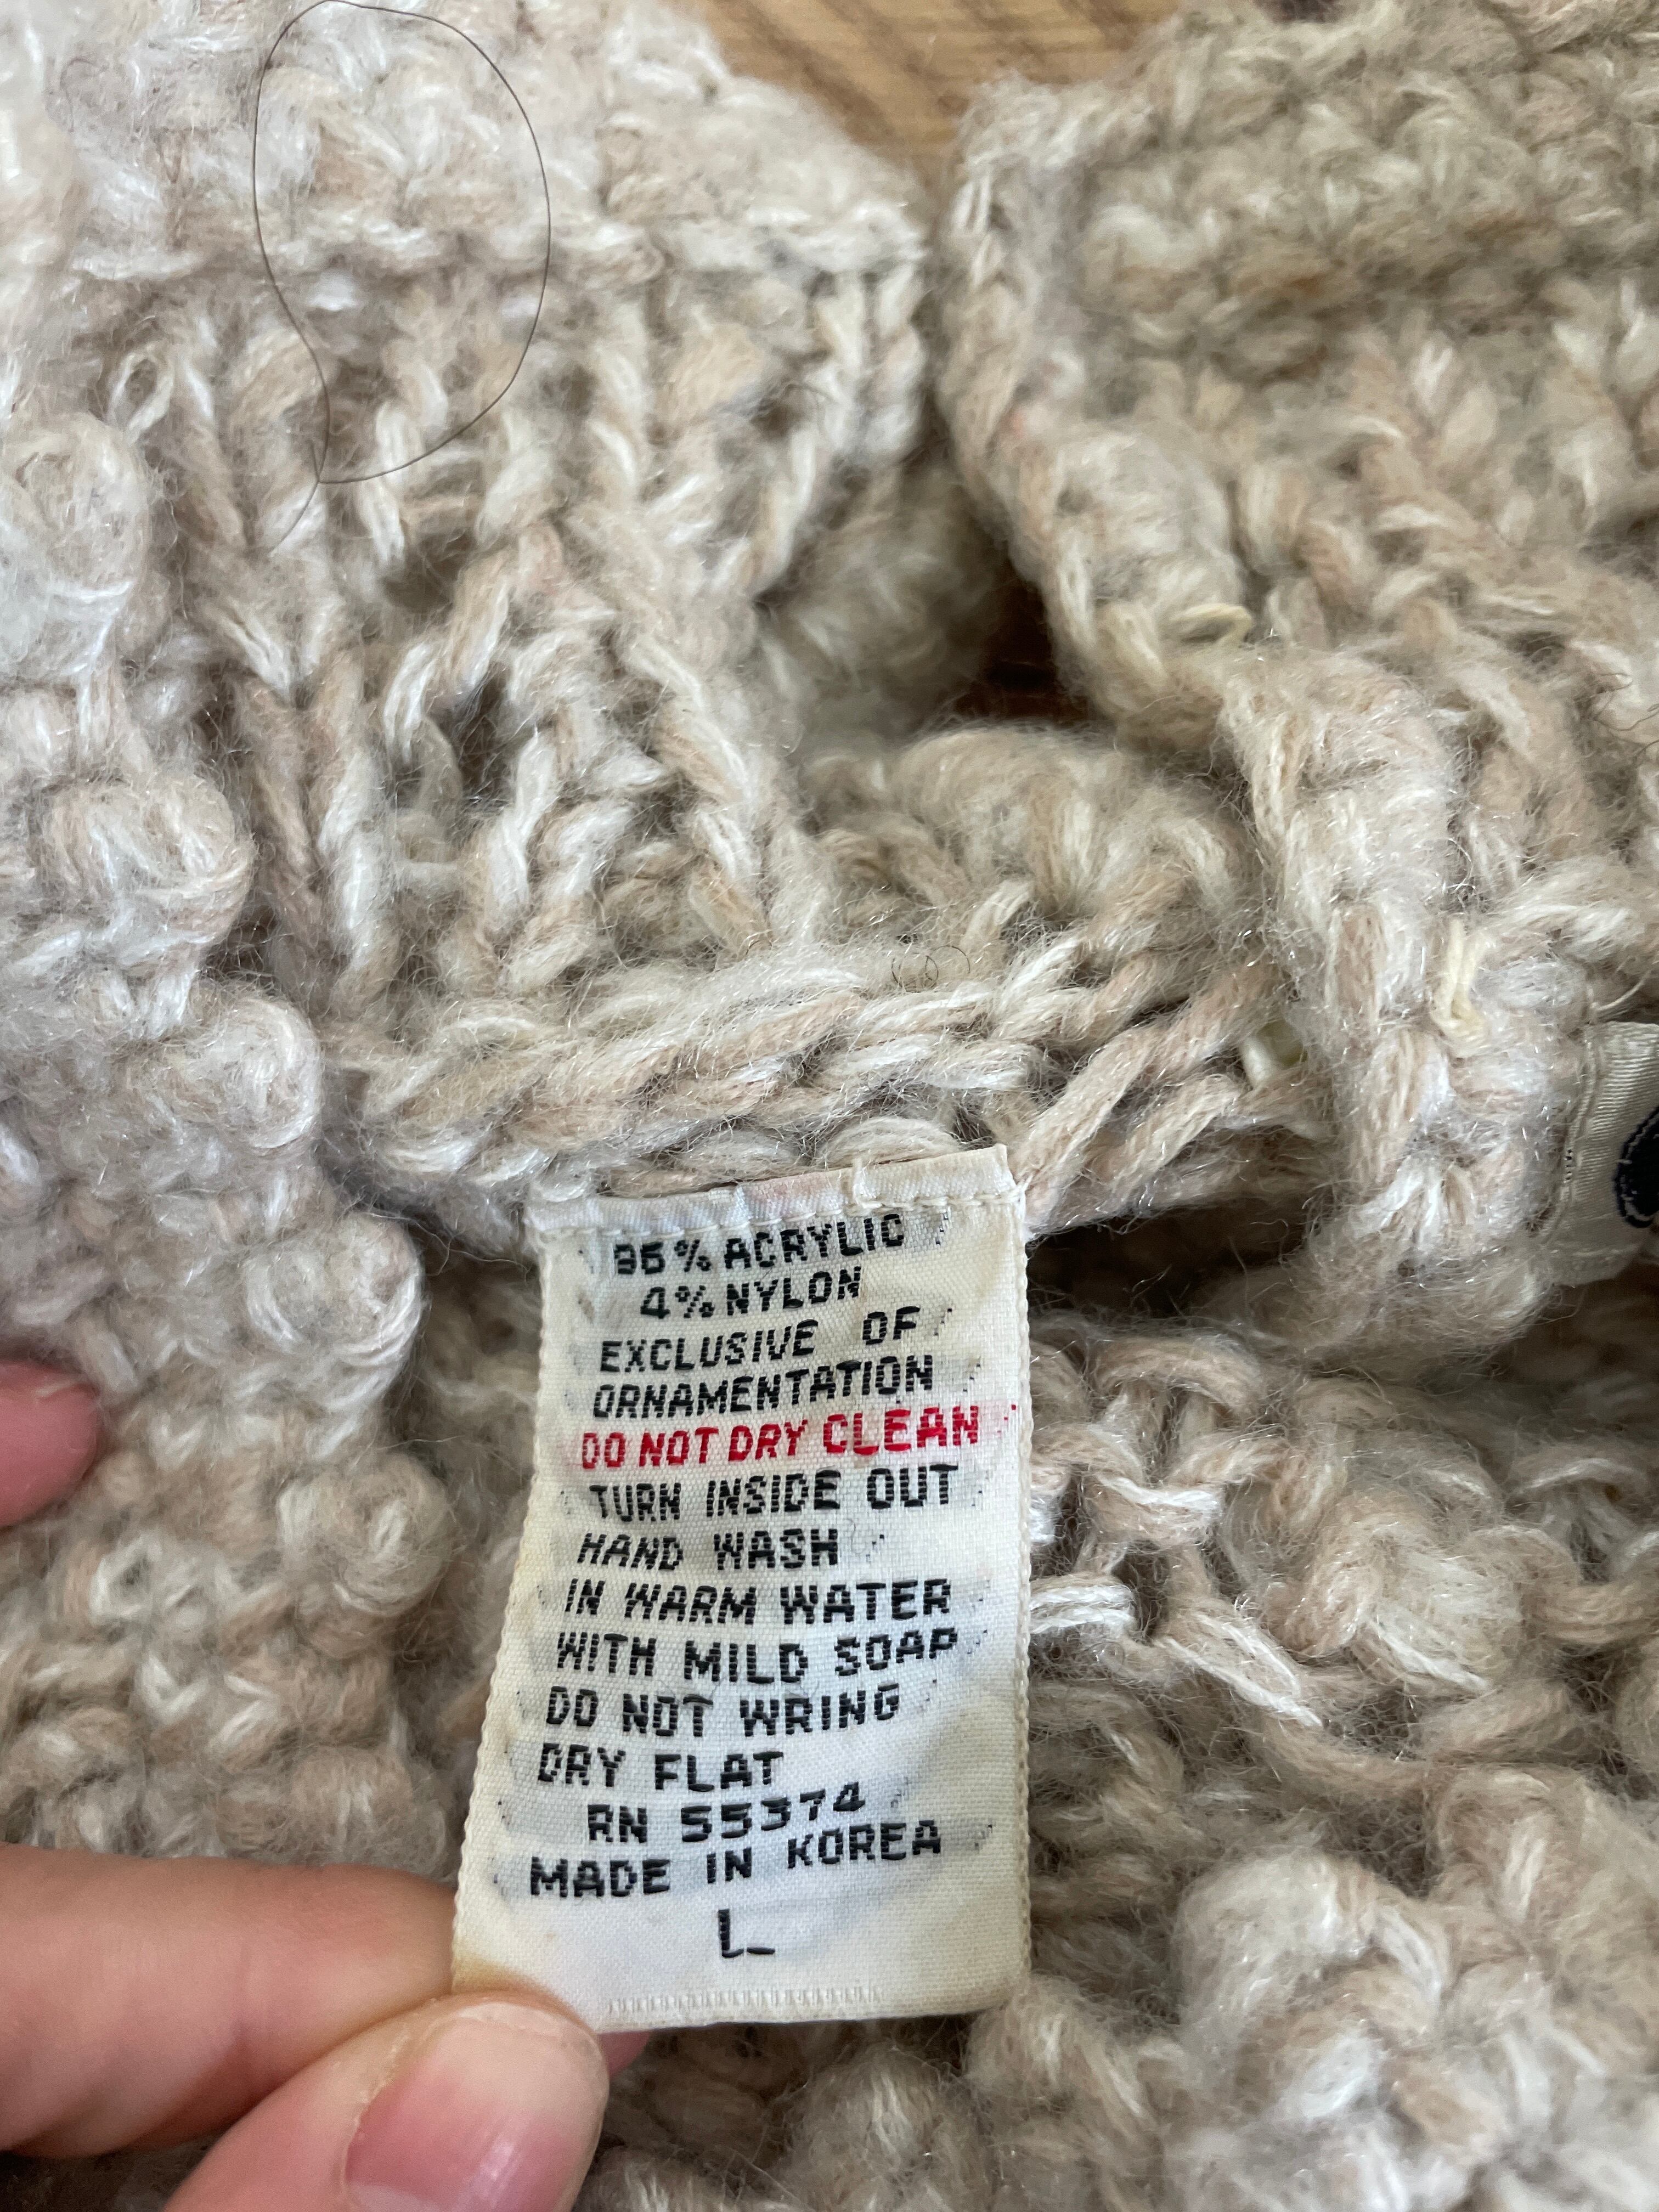 96% ACRYLIC
4% NYLON
EXCLUSIVE OF
ORNAMENTATION
DO NOT DRY CLEAN
TURN INSIDE OUT
HAND WASH
IN WARM WATER
WITH MILD SOAP
DO NOT WRING
DRY FLAT
RN 55374
MADE IN KOREA
L